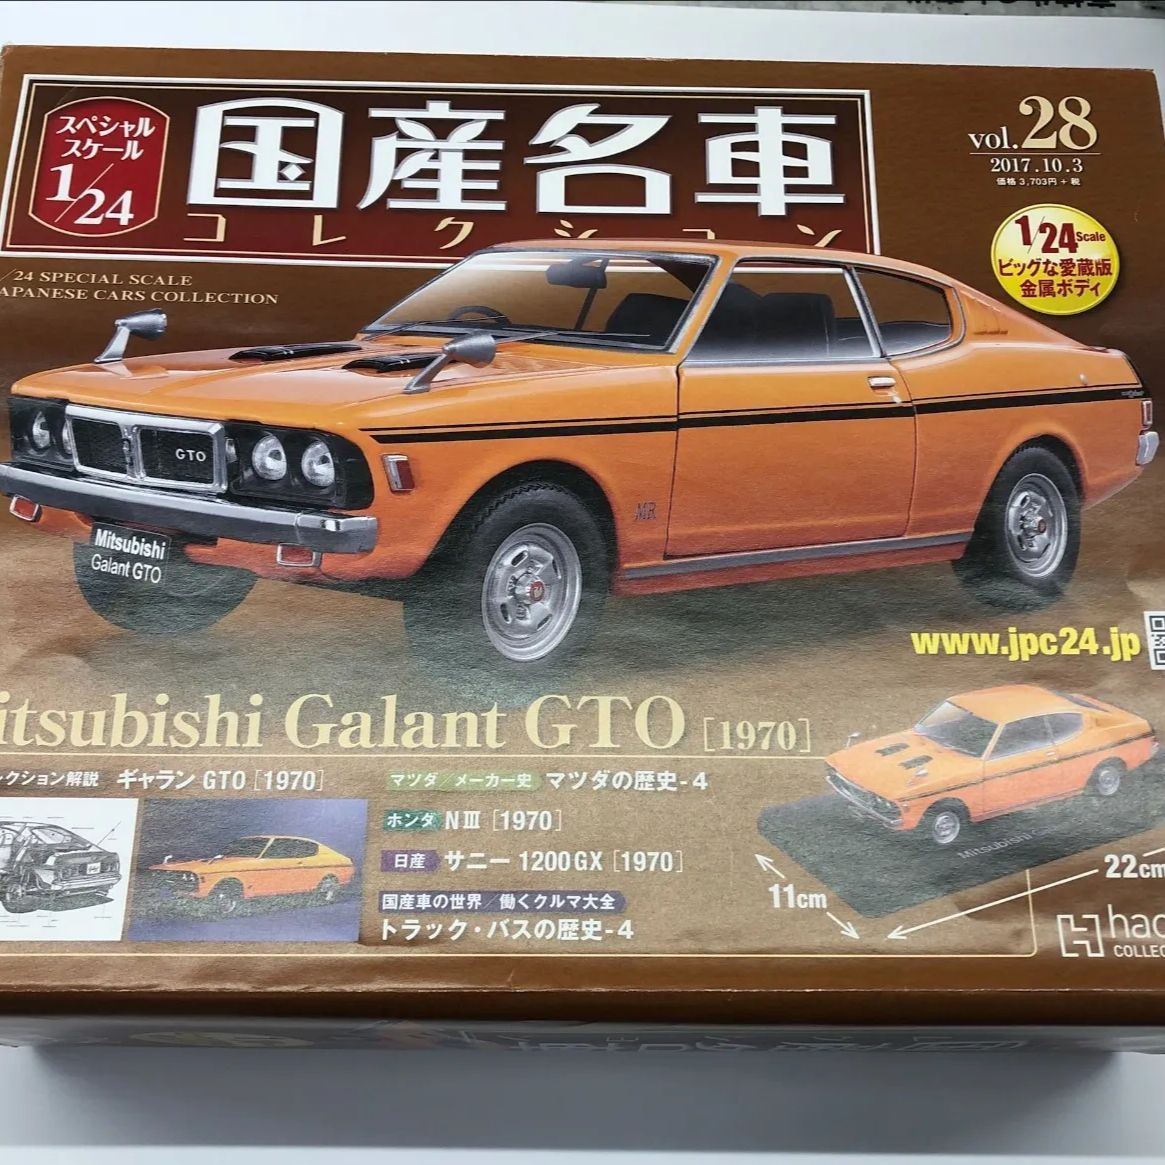 スペシャル
スケール
1/24
国産名車
コレクション
vol.28
2017.10.3
価格 3,703円+税
1/24 Scale
ビッグな愛蔵版
金属ボディ
/24 SPECIAL SCALE
APANESE CARS COLLECTION
GTO
MR
Mitsubishi
Galant GTO
www.jpc24.jp
itsubishi Galant GTO [1970]
クション解説 ギャラン GTO [1970]
マツダ/メーカー史 マツダの歴史-4
ホンダ NⅢ [1970]
日産 サニー 1200GX [1970]
国産車の世界/働くクルマ大全
トラック・バスの歴史-4
11cm
22cm
hac
COLLEC